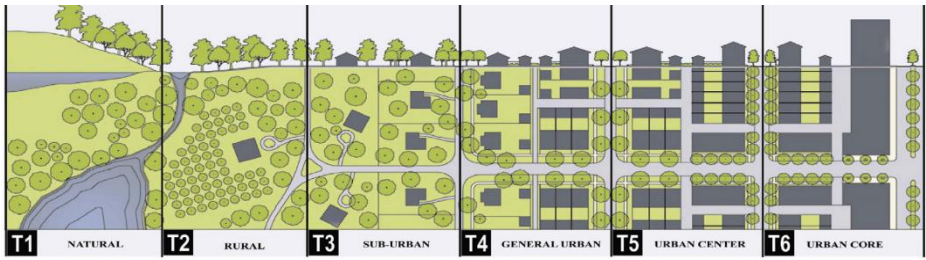 T1 NATURAL
T2 RURAL
T3 SUB-URBAN
T4 GENERAL URBAN
T5 URBAN CENTER
T6 URBAN CORE